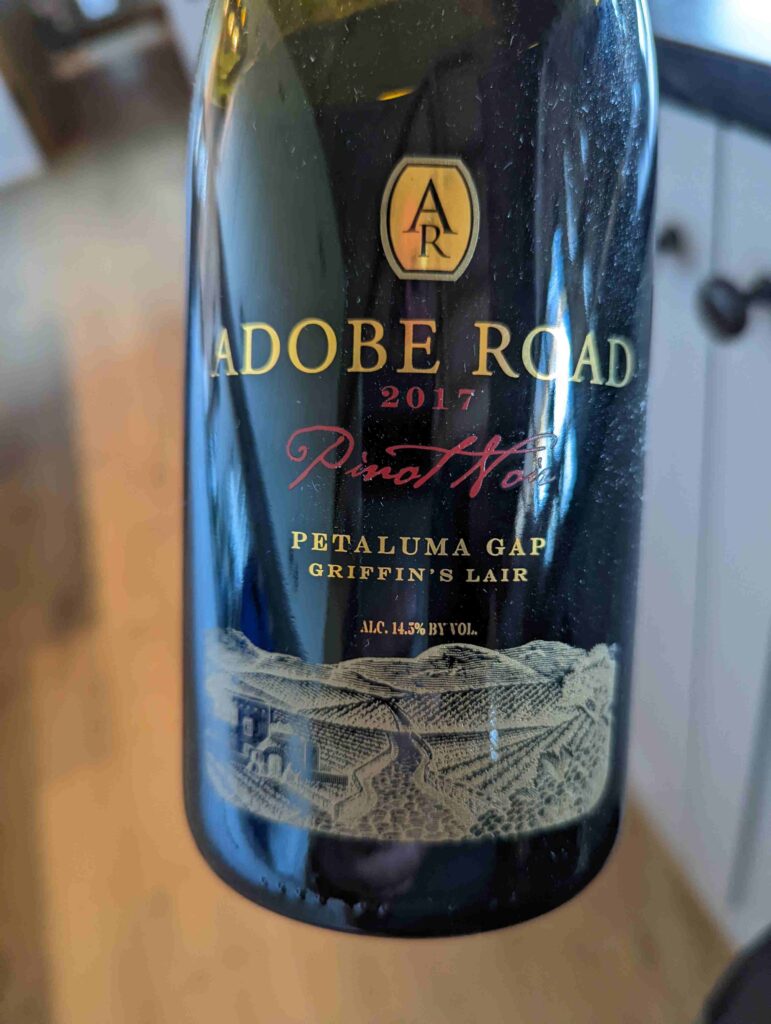 AR
ADOBE ROAD
2017
Pinot Noir
PETALUMA GAP
GRIFFIN'S LAIR
ALC. 14.5% BY VOL.